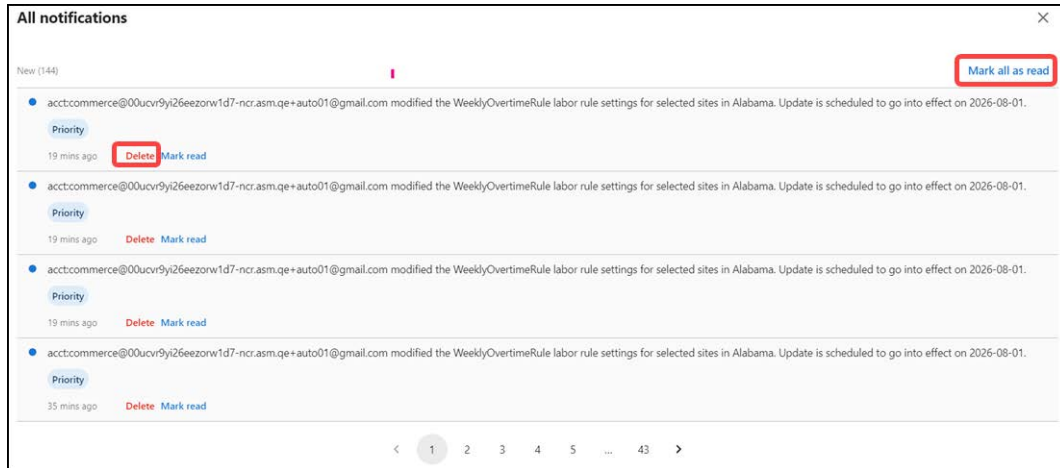 All notifications
New (144)
Mark all as read
acct:commerce@00ucvr9yi26eezorw1d7-ncr.asm.qe+auto01@gmail.com modified the WeeklyOvertimeRule labor rule settings for selected sites in Alabama. Update is scheduled to go into effect on 2026-08-01.
Priority
19 mins ago Delete Mark read
acct:commerce@00ucvr9yi26eezorw1d7-ncr.asm.qe+auto01@gmail.com modified the WeeklyOvertimeRule labor rule settings for selected sites in Alabama. Update is scheduled to go into effect on 2026-08-01.
Priority
19 mins ago Delete Mark read
acct:commerce@00ucvr9yi26eezorw1d7-ncr.asm.qe+auto01@gmail.com modified the WeeklyOvertimeRule labor rule settings for selected sites in Alabama. Update is scheduled to go into effect on 2026-08-01.
Priority
19 mins ago Delete Mark read
acct:commerce@00ucvr9yi26eezorw1d7-ncr.asm.qe+auto01@gmail.com modified the WeeklyOvertimeRule labor rule settings for selected sites in Alabama. Update is scheduled to go into effect on 2026-08-01.
Priority
35 mins ago Delete Mark read
< 1 2 3 4 5 ... 43 >